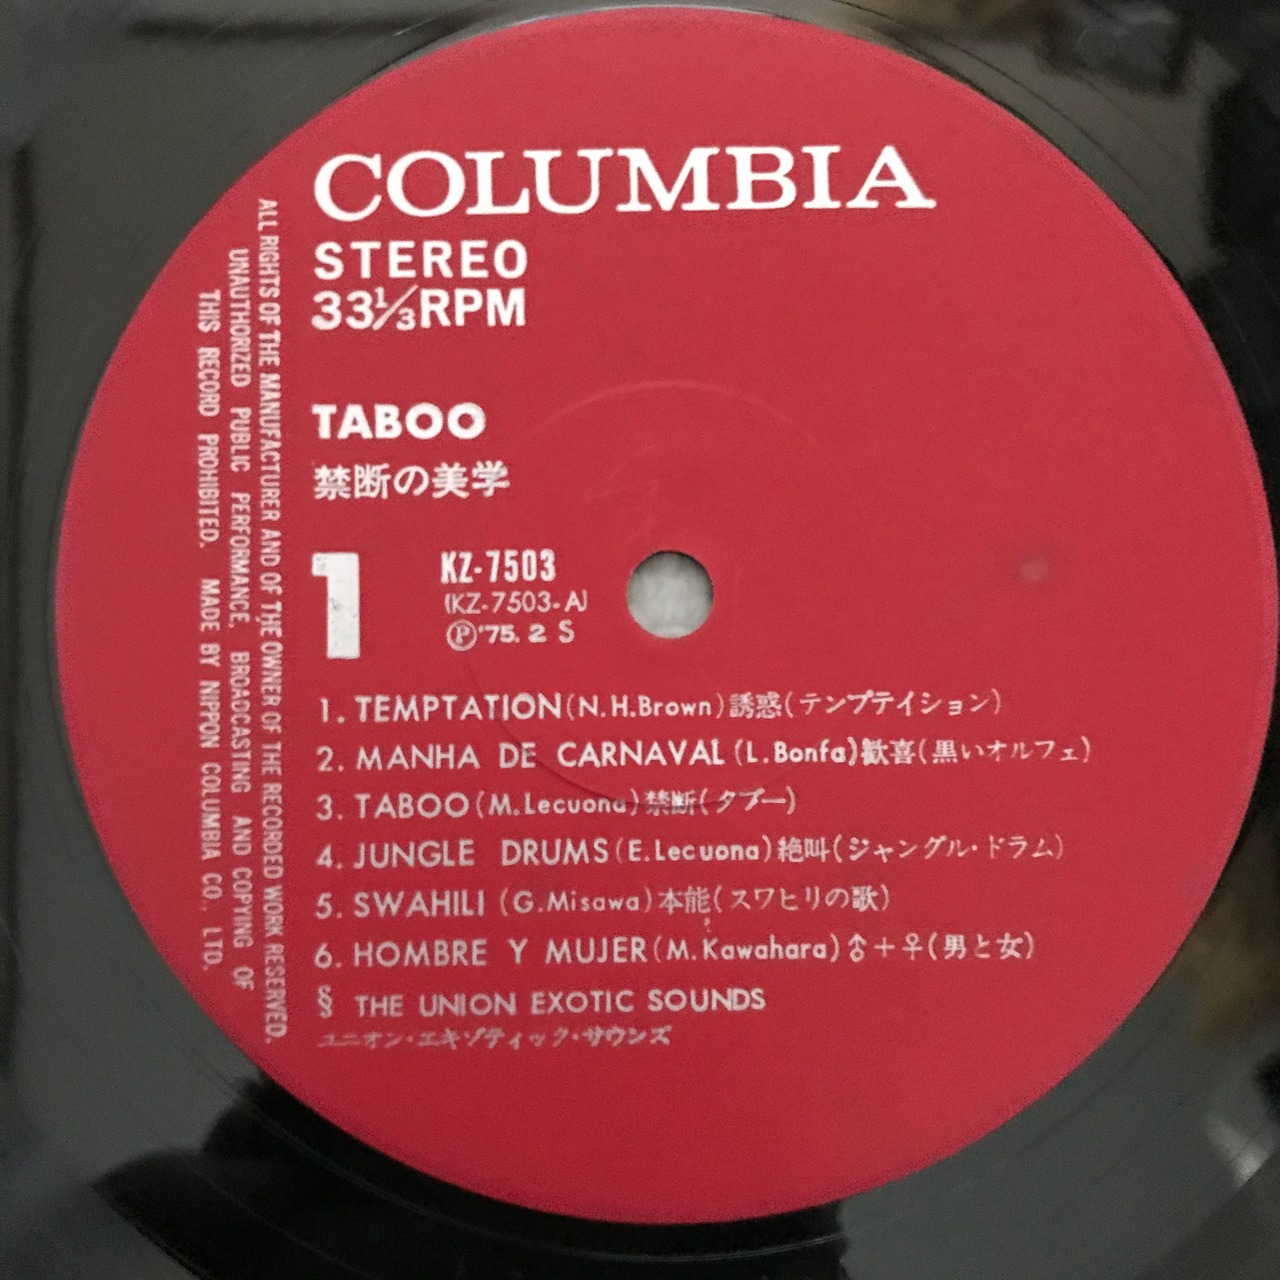 COLUMBIA
STEREO
33⅓RPM
TABOO
禁断の美学
1
KZ-7503
(KZ-7503-A)
Ⓟ'75. 2 S
1. TEMPTATION(N.H.Brown)誘惑(テンプテイション)
2. MANHA DE CARNAVAL (L.Bonfa)歓喜(黒いオルフェ)
3. TABOO(M.Lecuona)禁断(タブー)
4. JUNGLE DRUMS(E.Lecuona)絶叫(ジャングル・ドラム)
5. SWAHILI (G.Misawa)本能(スワヒリの歌)
6. HOMBRE Y MUJER(M.Kawahara)♂+♀(男と女)
§ THE UNION EXOTIC SOUNDS
ユニオン・エキゾティック・サウンズ
ALL RIGHTS OF THE MANUFACTURER AND OF THE OWNER OF THE RECORDED WORK RESERVED.
UNAUTHORIZED PUBLIC PERFORMANCE, BROADCASTING AND COPYING OF
THIS RECORD PROHIBITED. MADE BY NIPPON COLUMBIA CO., LTD.